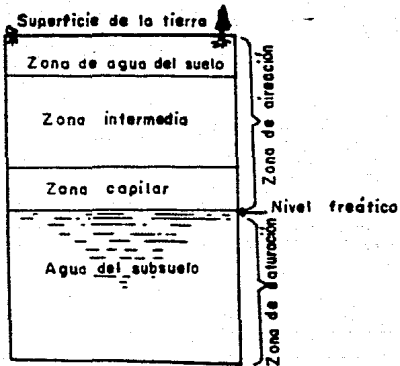 Superficie de la tierra
Zona de agua del suelo
Zona intermedia
Zona capilar
Zona de aireación
Nivel freático
Agua del subsuelo
Zona de saturación